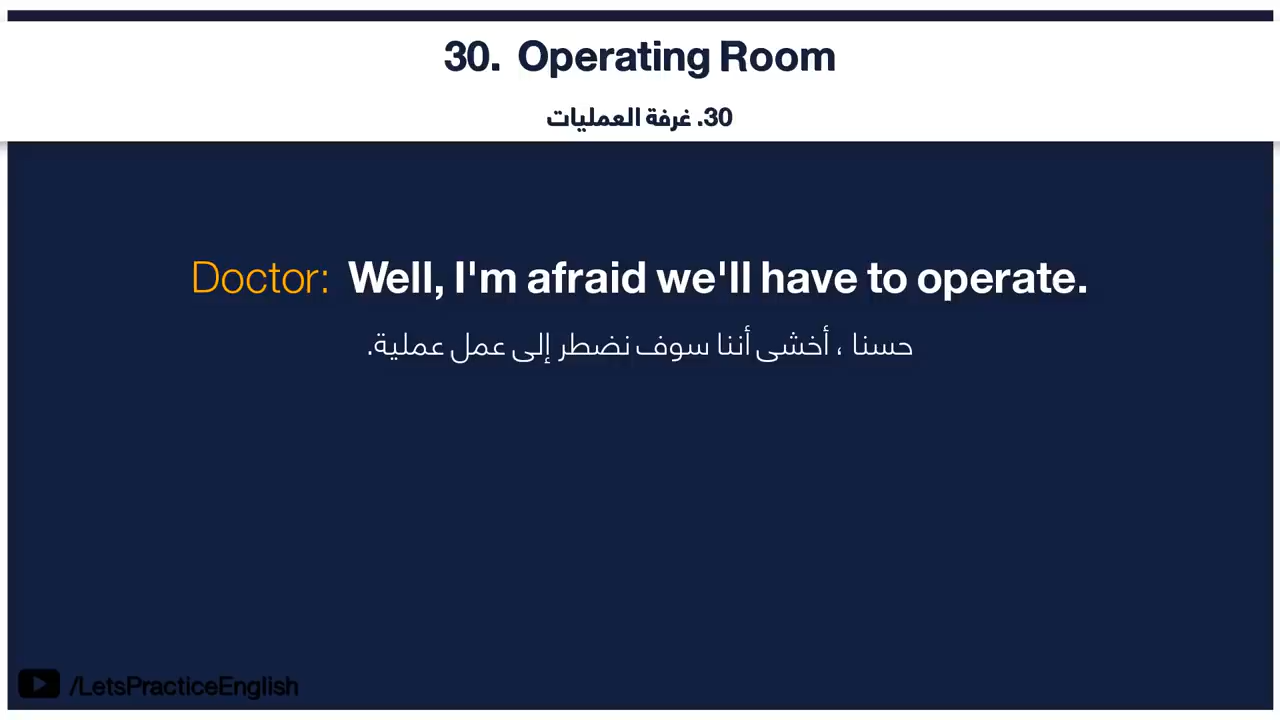 30. Operating Room
30. غرفة العمليات
Doctor: Well, I'm afraid we'll have to operate.
حسنا ، أخشى أننا سوف نضطر إلى عمل عملية.
/LetsPracticeEnglish